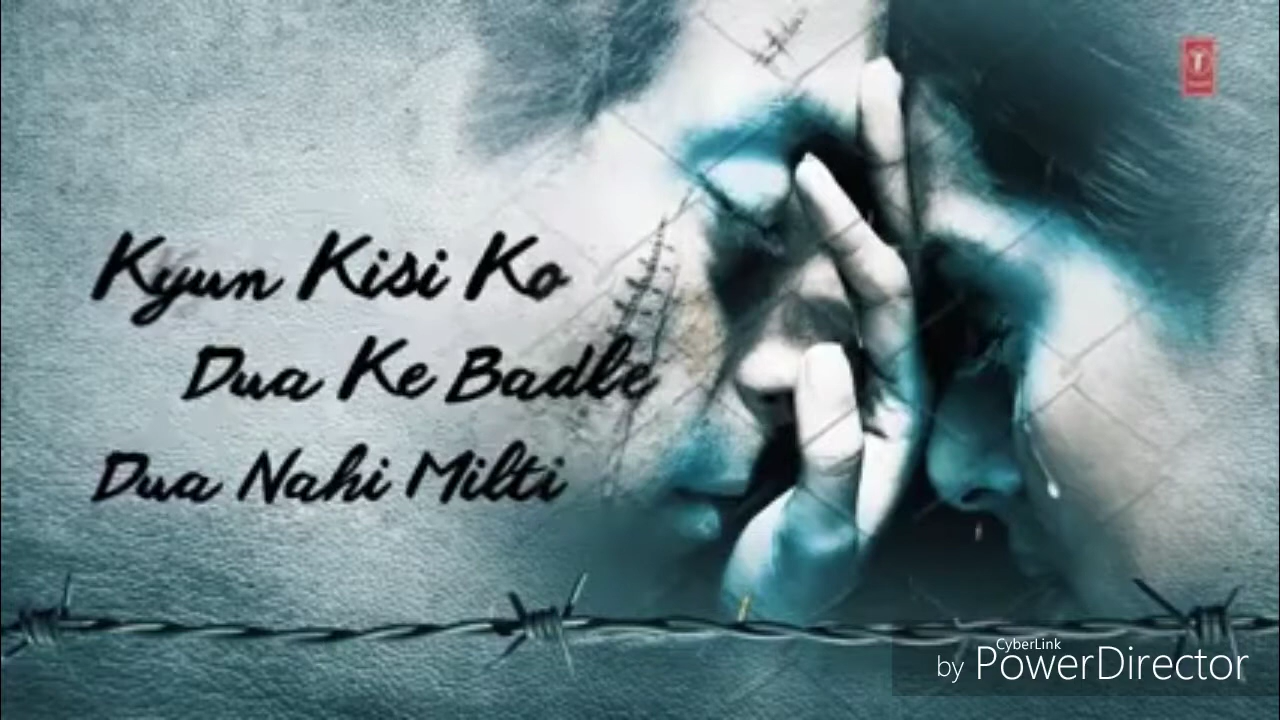 Kyun Kisi Ko
Dua Ke Badle
Dua Nahi Milti
CyberLink
by PowerDirector